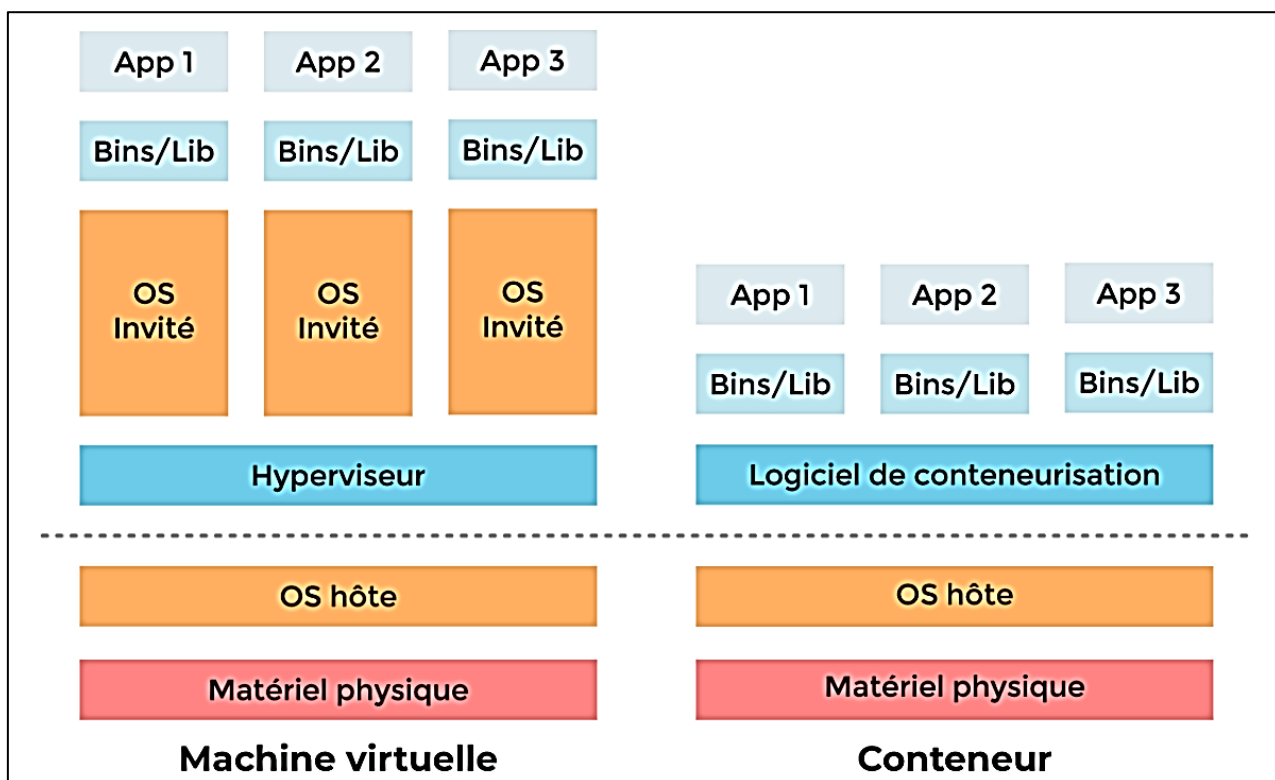 App 1
App 2
App 3
Bins/Lib
Bins/Lib
Bins/Lib
OS
Invité
OS
Invité
OS
Invité
Hyperviseur
OS hôte
Matériel physique
Machine virtuelle
App 1
App 2
App 3
Bins/Lib
Bins/Lib
Bins/Lib
Logiciel de conteneurisation
OS hôte
Matériel physique
Conteneur